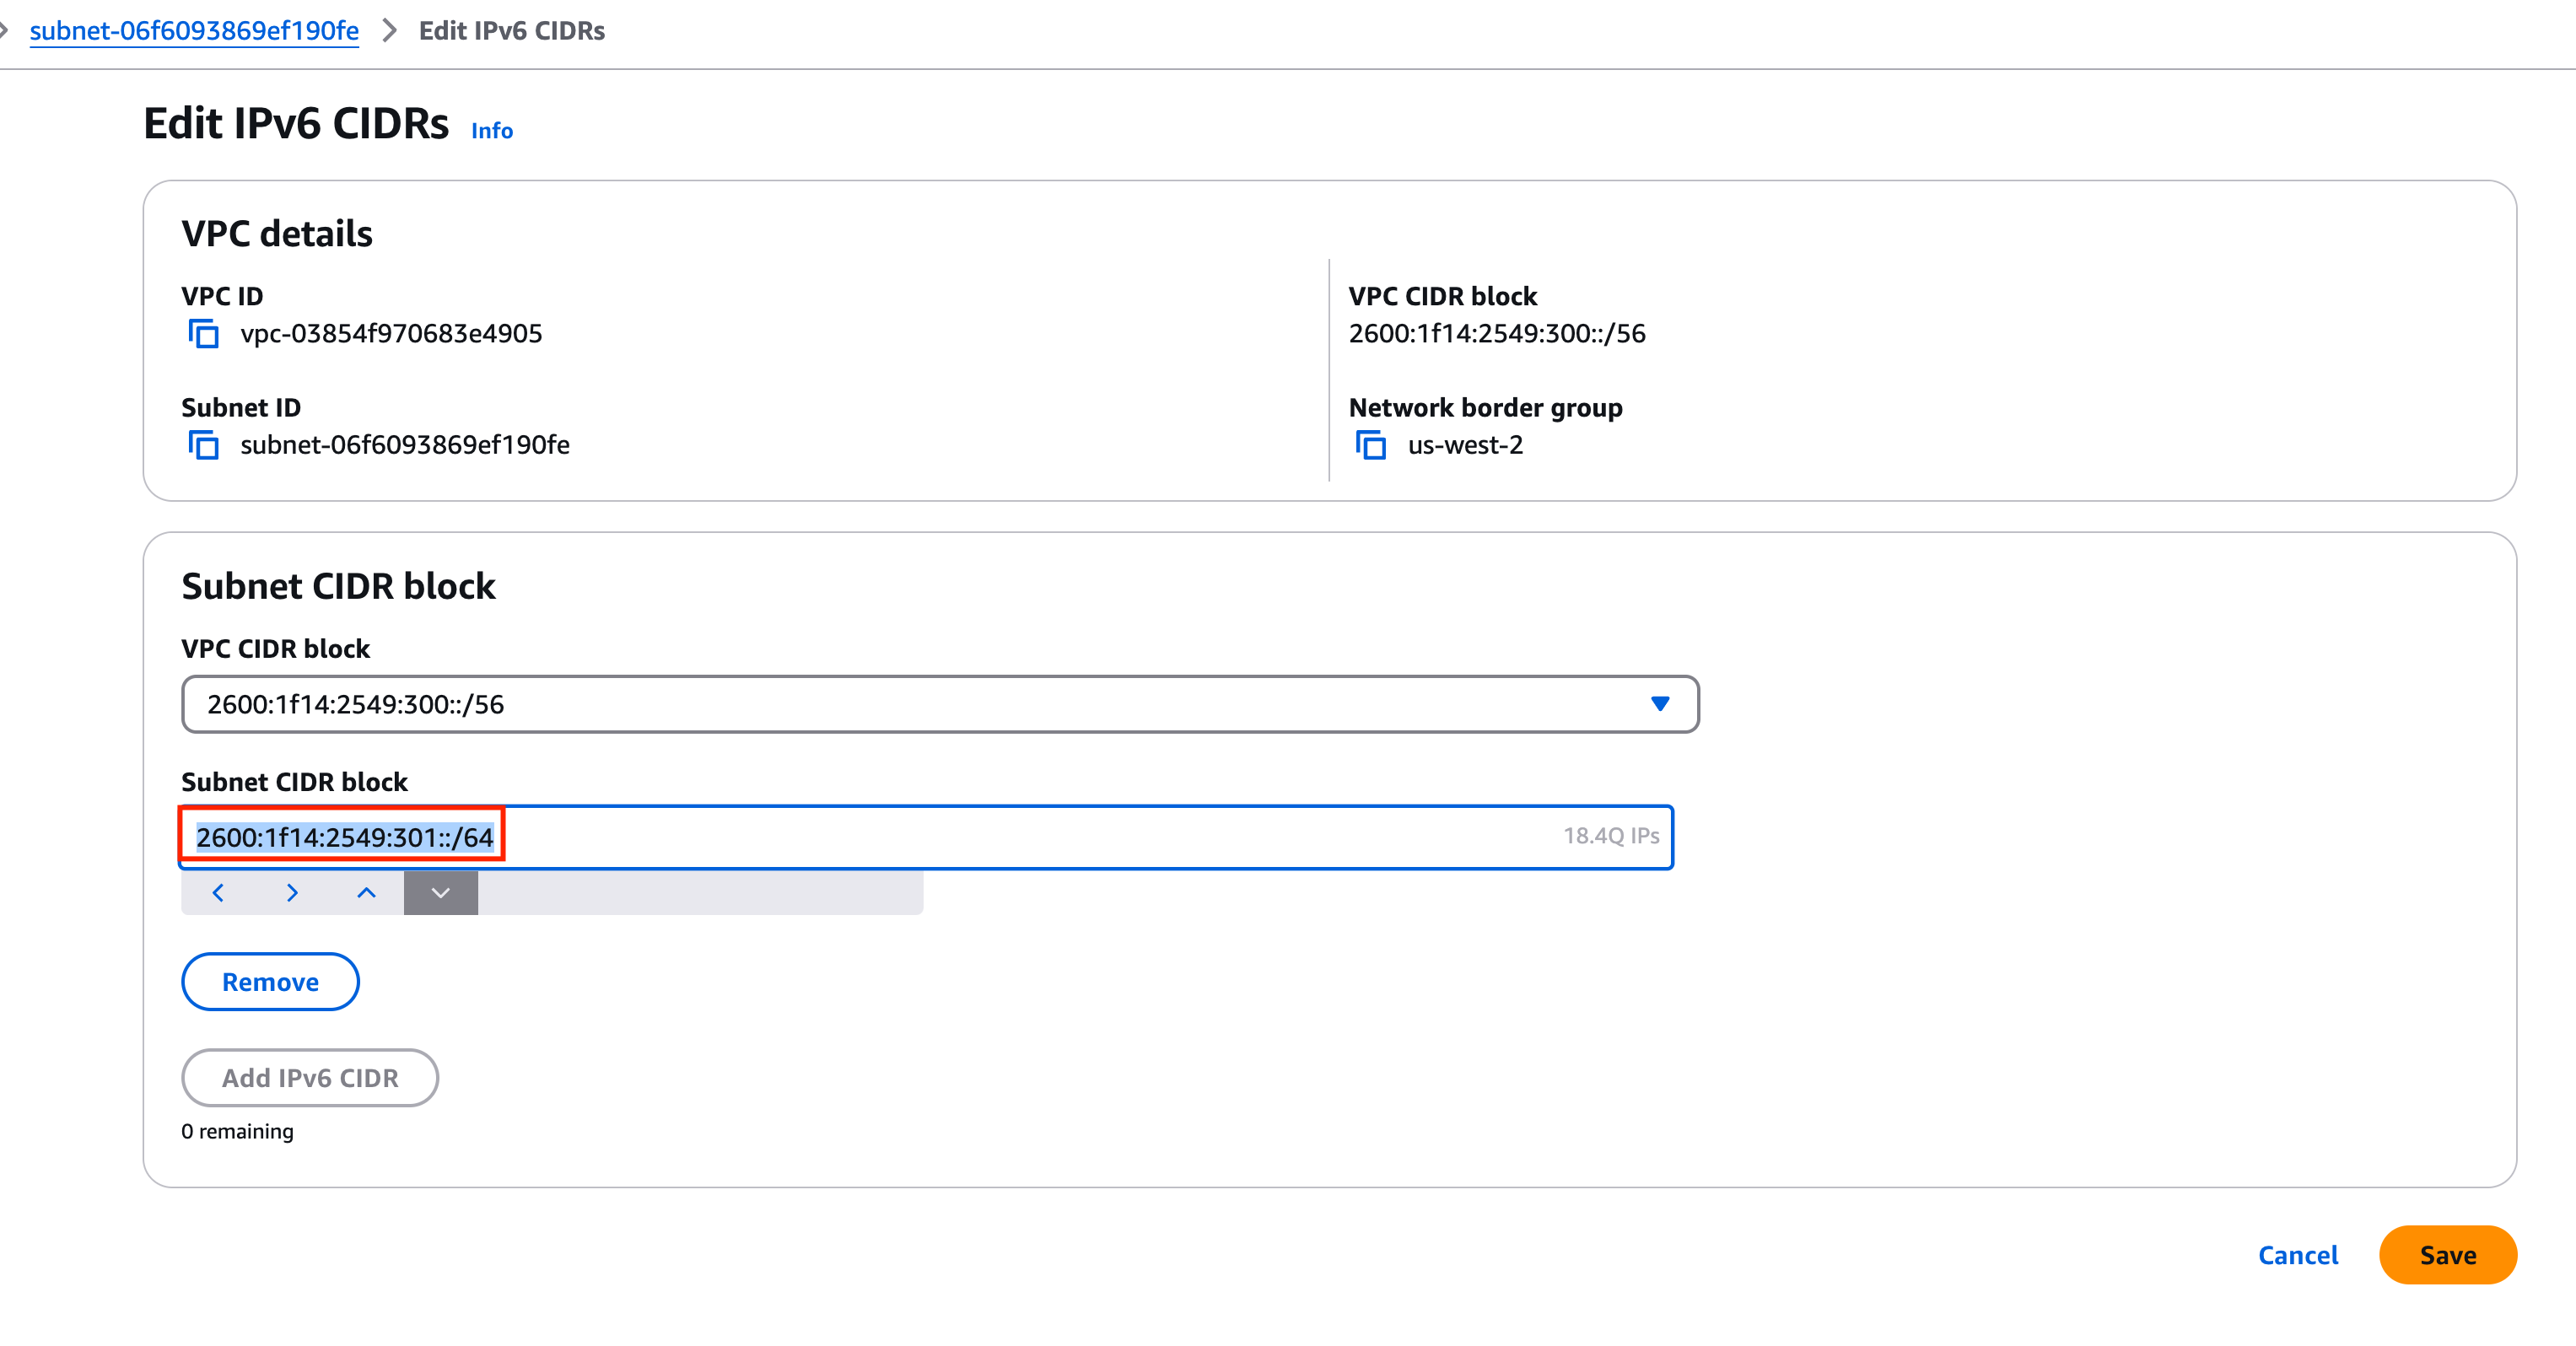 subnet-06f6093869ef190fe > Edit IPv6 CIDRs
Edit IPv6 CIDRs Info
VPC details
VPC ID
vpc-03854f970683e4905
Subnet ID
subnet-06f6093869ef190fe
VPC CIDR block
2600:1f14:2549:300::/56
Network border group
us-west-2
Subnet CIDR block
VPC CIDR block
2600:1f14:2549:300::/56
Subnet CIDR block
2600:1f14:2549:301::/64 18.4Q IPs
Remove
Add IPv6 CIDR
0 remaining
Cancel Save